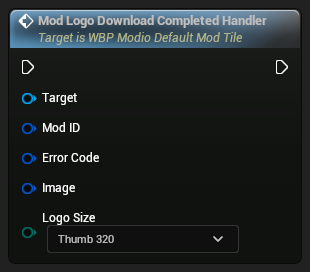 Mod Logo Download Completed Handler
Target is WBP Modio Default Mod Tile
Target
Mod ID
Error Code
Image
Logo Size
Thumb 320